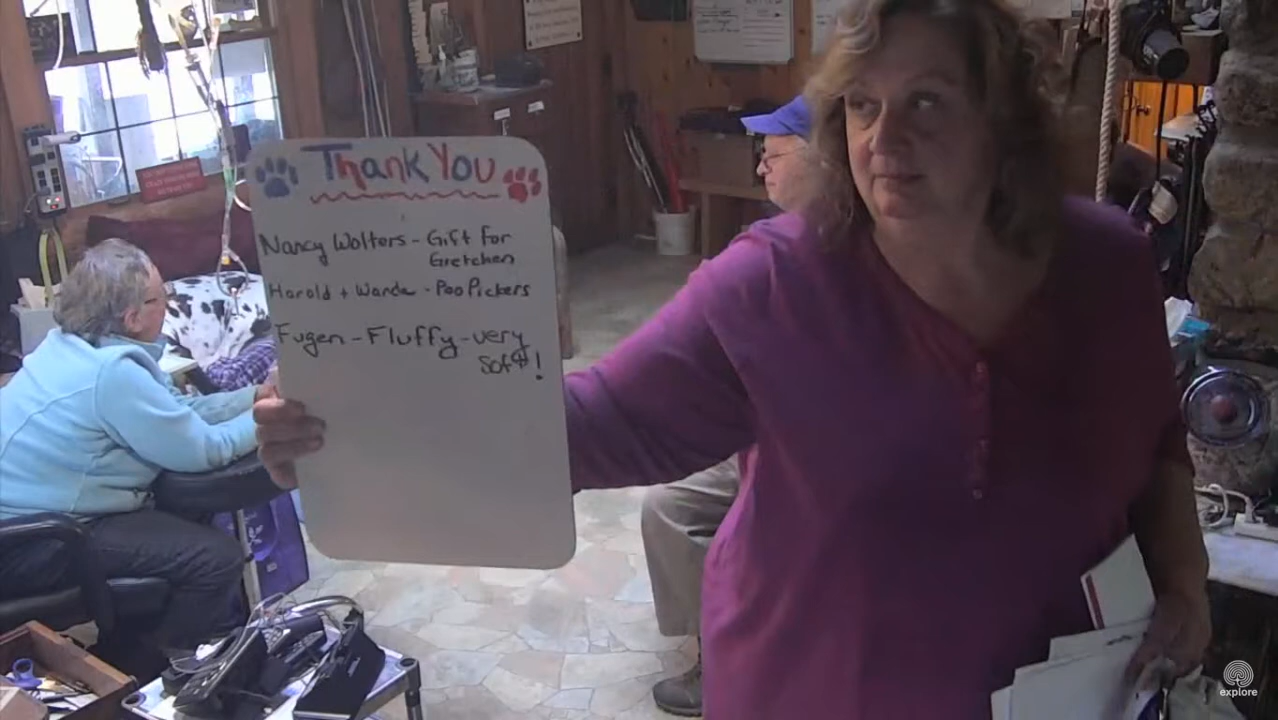 Thank You
Nancy Wolters - Gift for
Gretchen
Harold + Wanda - Poo Pickers
Fugen - Fluffy - very
Soft!
explore